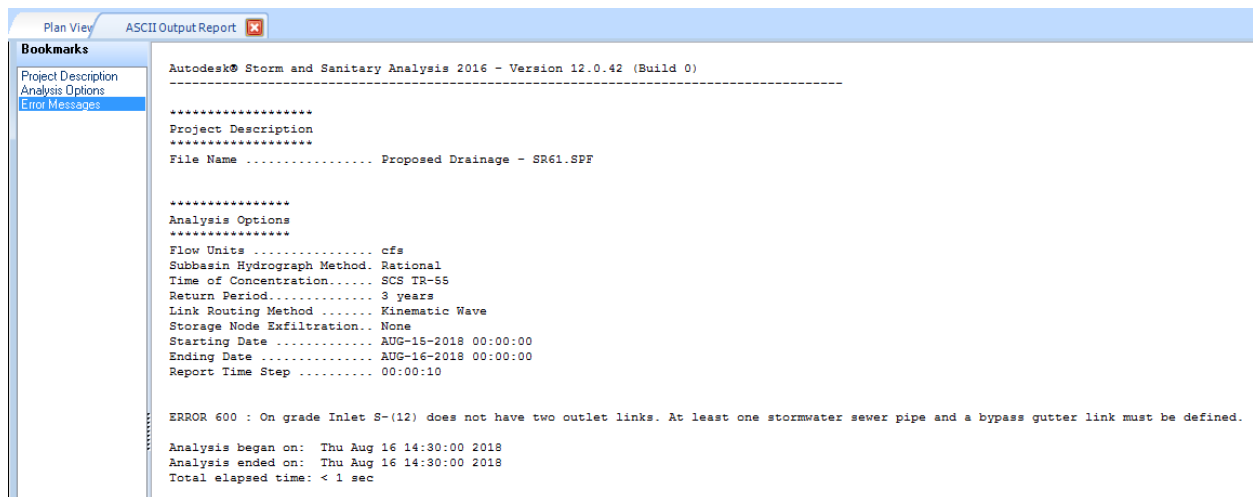 Plan View
ASCII Output Report
Bookmarks
Project Description
Analysis Options
Error Messages
Autodesk® Storm and Sanitary Analysis 2016 - Version 12.0.42 (Build 0)
----------------------------------------------------------------------------------------
*******************
Project Description
*******************
File Name ................. Proposed Drainage - SR61.SPF
****************
Analysis Options
****************
Flow Units ................ cfs
Subbasin Hydrograph Method. Rational
Time of Concentration...... SCS TR-55
Return Period.............. 3 years
Link Routing Method ....... Kinematic Wave
Storage Node Exfiltration.. None
Starting Date ............. AUG-15-2018 00:00:00
Ending Date ............... AUG-16-2018 00:00:00
Report Time Step .......... 00:00:10
ERROR 600 : On grade Inlet S-(12) does not have two outlet links. At least one stormwater sewer pipe and a bypass gutter link must be defined.
Analysis began on:  Thu Aug 16 14:30:00 2018
Analysis ended on:  Thu Aug 16 14:30:00 2018
Total elapsed time: < 1 sec